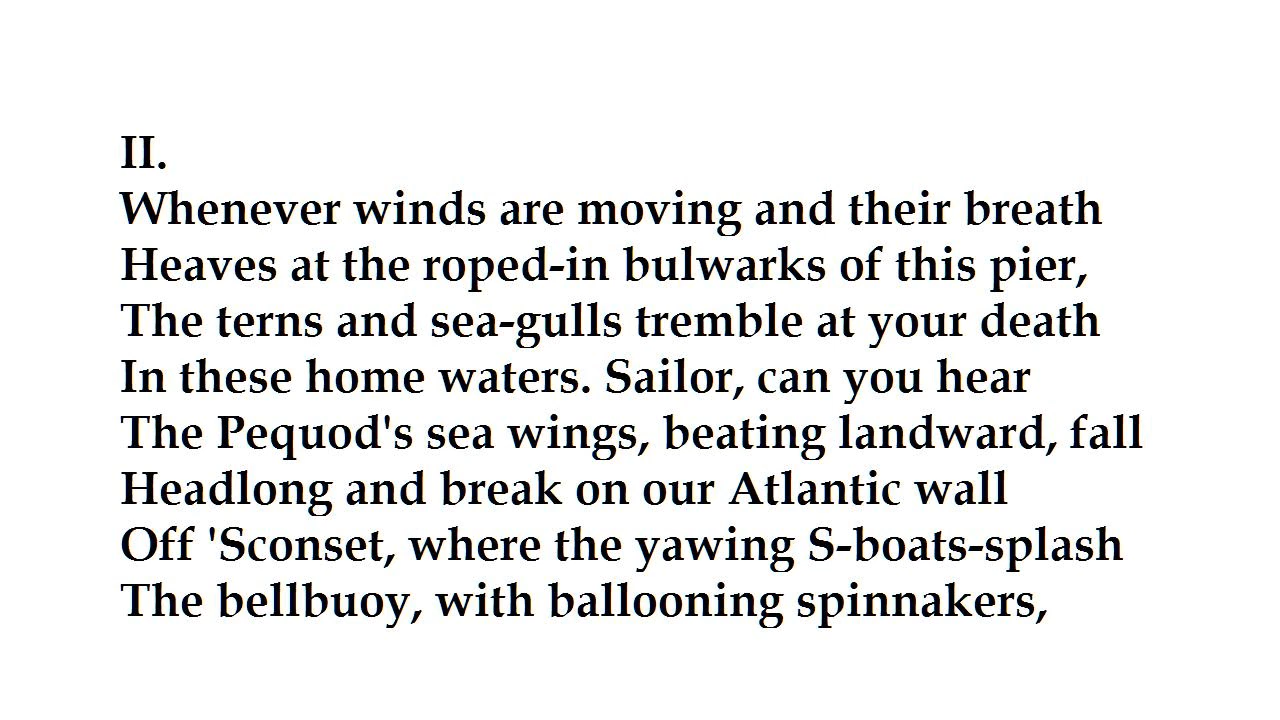 II.
Whenever winds are moving and their breath
Heaves at the roped-in bulwarks of this pier,
The terns and sea-gulls tremble at your death
In these home waters. Sailor, can you hear
The Pequod's sea wings, beating landward, fall
Headlong and break on our Atlantic wall
Off 'Sconset, where the yawing S-boats-splash
The bellbuoy, with ballooning spinnakers,